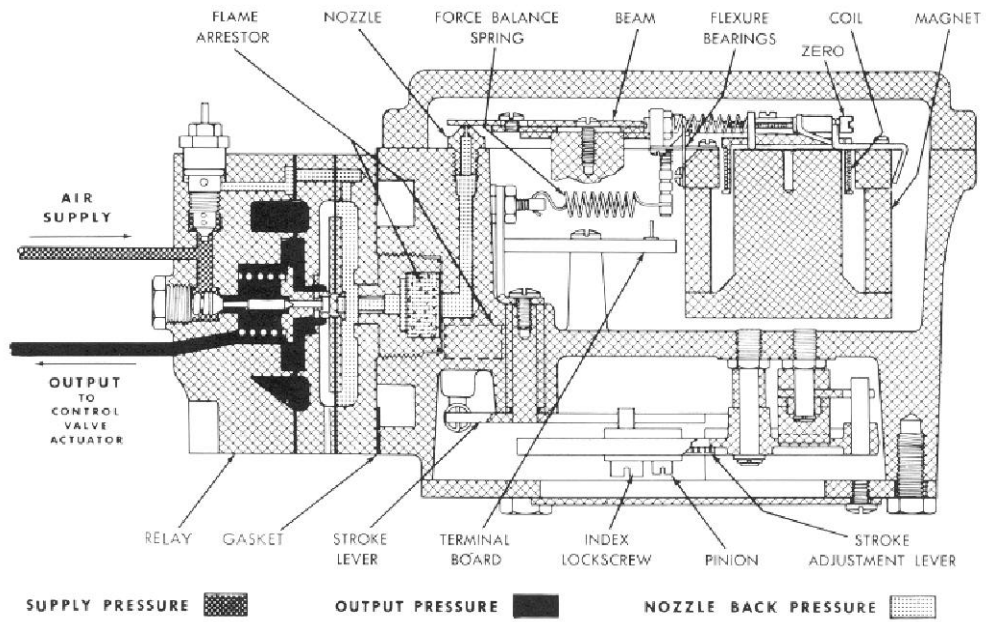 FLAME
ARRESTOR
NOZZLE
FORCE BALANCE
SPRING
BEAM
FLEXURE
BEARINGS
COIL
MAGNET
ZERO
AIR
SUPPLY
OUTPUT
TO
CONTROL
VALVE
ACTUATOR
RELAY
GASKET
STROKE
LEVER
TERMINAL
BOARD
INDEX
LOCKSCREW
PINION
STROKE
ADJUSTMENT LEVER
SUPPLY PRESSURE
OUTPUT PRESSURE
NOZZLE BACK PRESSURE